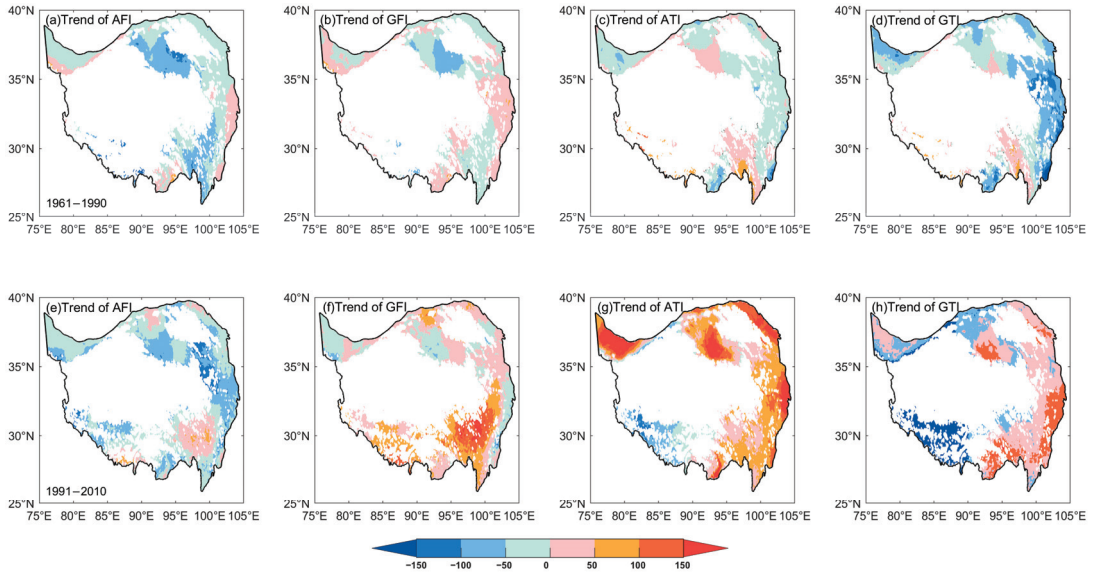 (a)Trend of AFI
(b)Trend of GFI
(c)Trend of ATI
(d)Trend of GTI
40°N 40°N 40°N 40°N
35°N 35°N 35°N 35°N
30°N 30°N 30°N 30°N
1961−1990
25°N 25°N 25°N 25°N
75°E 80°E 85°E 90°E 95°E 100°E 105°E 75°E 80°E 85°E 90°E 95°E 100°E 105°E 75°E 80°E 85°E 90°E 95°E 100°E 105°E 75°E 80°E 85°E 90°E 95°E 100°E 105°E
(e)Trend of AFI
(f)Trend of GFI
(g)Trend of ATI
(h)Trend of GTI
40°N 40°N 40°N 40°N
35°N 35°N 35°N 35°N
30°N 30°N 30°N 30°N
1991−2010
25°N 25°N 25°N 25°N
75°E 80°E 85°E 90°E 95°E 100°E 105°E 75°E 80°E 85°E 90°E 95°E 100°E 105°E 75°E 80°E 85°E 90°E 95°E 100°E 105°E 75°E 80°E 85°E 90°E 95°E 100°E 105°E
−150 −100 −50 0 50 100 150